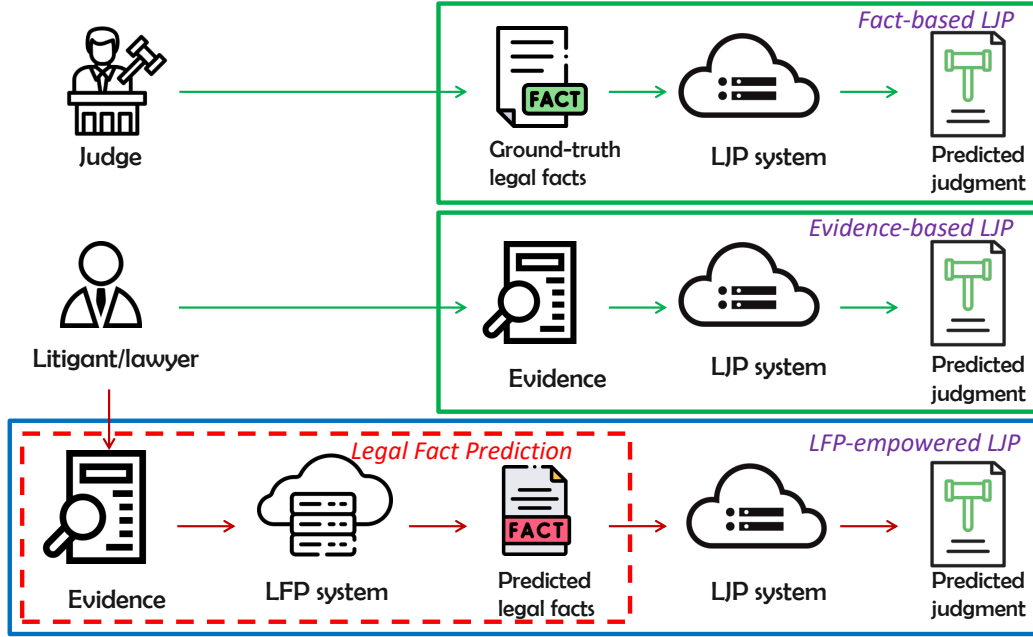 Fact-based LJP
FACT
Judge
Ground-truth
legal facts
LJP system
Predicted
judgment
Evidence-based LJP
Litigant/lawyer
Evidence
LJP system
Predicted
judgment
Legal Fact Prediction
LFP-empowered LJP
FACT
Evidence
LFP system
Predicted
legal facts
LJP system
Predicted
judgment